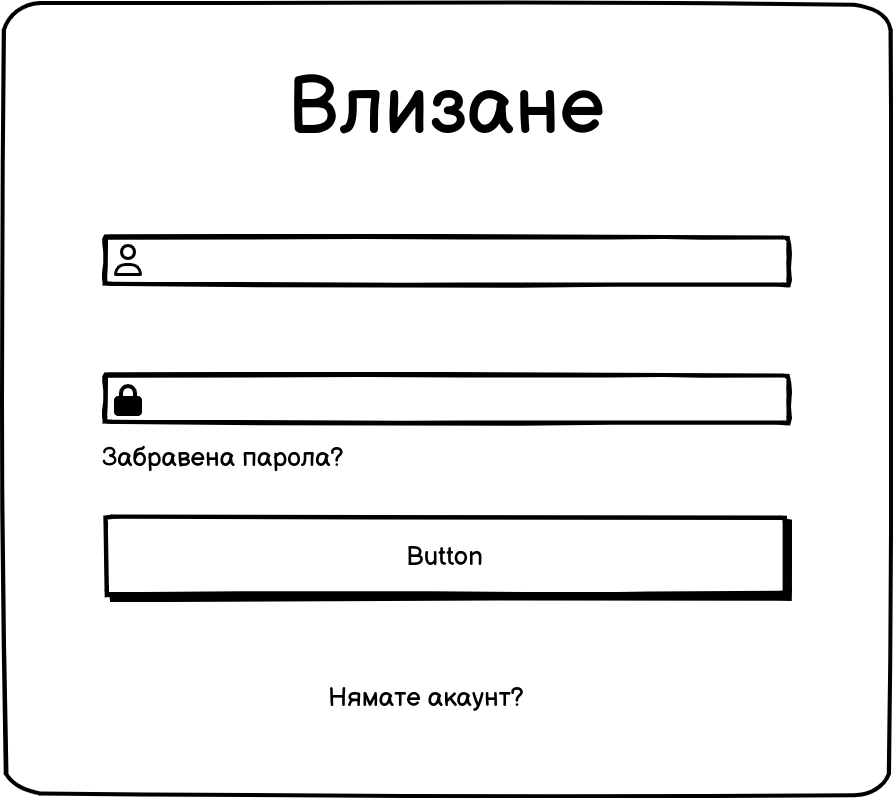 Влизане
Забравена парола?
Button
Нямате акаунт?